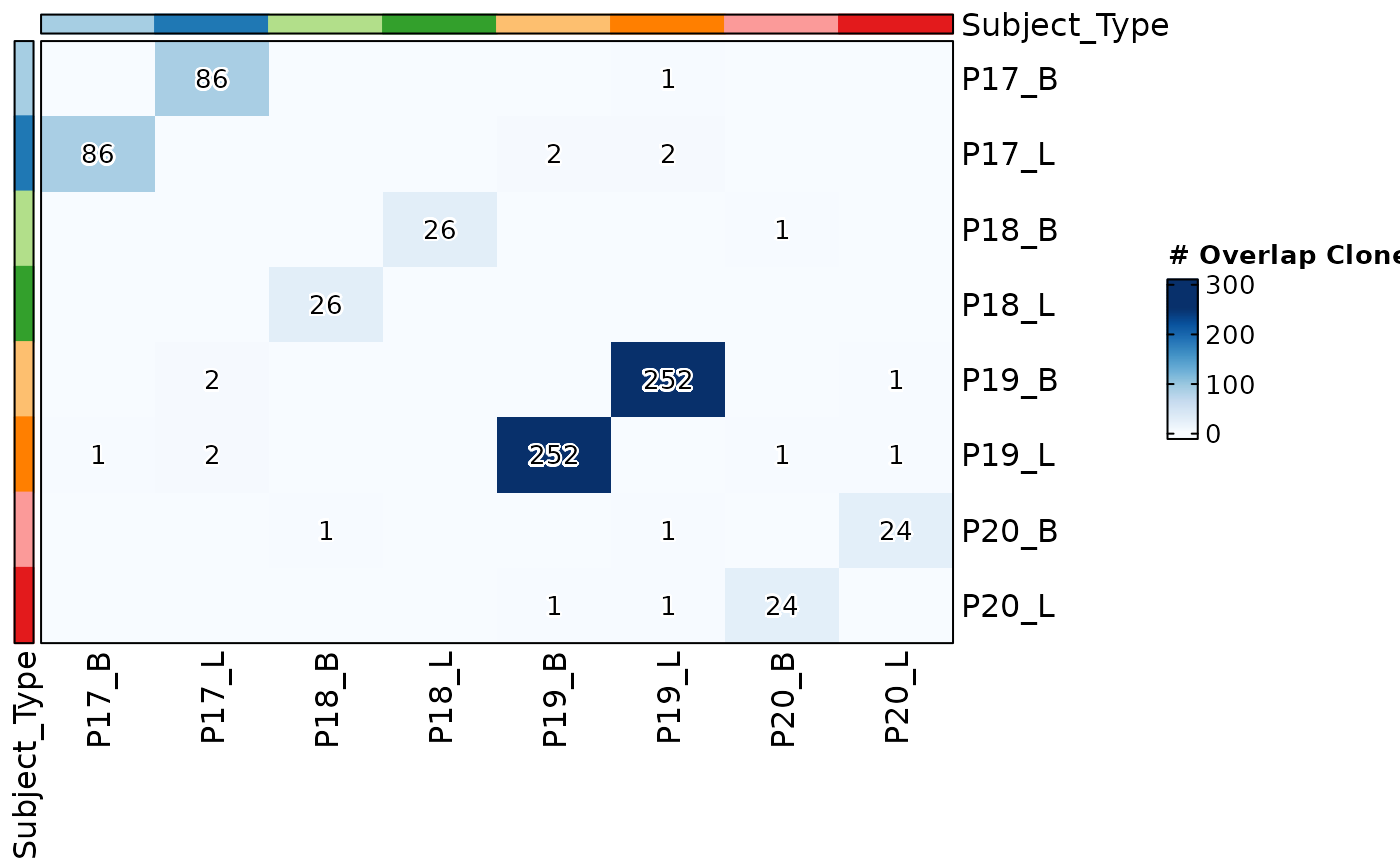 Subject_Type
86 1 P17_B
86 2 2 P17_L
26 1 P18_B
26 P18_L
2 252 1 P19_B
1 2 252 1 1 P19_L
1 1 24 P20_B
1 1 24 P20_L
# Overlap Clone
300
200
100
0
Subject_Type
P17_B
P17_L
P18_B
P18_L
P19_B
P19_L
P20_B
P20_L